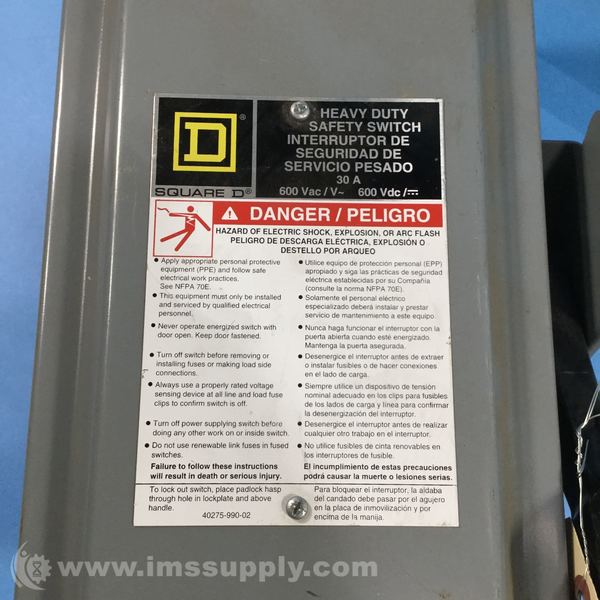 D
®
SQUARE D®
HEAVY DUTY
SAFETY SWITCH
INTERRUPTOR DE
SEGURIDAD DE
SERVICIO PESADO
30 A
600 Vac / V~ 600 Vdc / ⎓
DANGER / PELIGRO
HAZARD OF ELECTRIC SHOCK, EXPLOSION, OR ARC FLASH
PELIGRO DE DESCARGA ELÉCTRICA, EXPLOSIÓN O
DESTELLO POR ARQUEO
• Apply appropriate personal protective
equipment (PPE) and follow safe
electrical work practices.
See NFPA 70E.
• This equipment must only be installed
and serviced by qualified electrical
personnel.
• Never operate energized switch with
door open. Keep door fastened.
• Turn off switch before removing or
installing fuses or making load side
connections.
• Always use a properly rated voltage
sensing device at all line and load fuse
clips to confirm switch is off.
• Turn off power supplying switch before
doing any other work on or inside switch.
• Do not use renewable link fuses in fused
switches.
Failure to follow these instructions
will result in death or serious injury.
• Utilice equipo de protección personal (EPP)
apropiado y siga las prácticas de seguridad
eléctrica establecidas por su Compañía
(consulte la norma NFPA 70E).
• Solamente el personal eléctrico
especializado deberá instalar y prestar
servicio de mantenimiento a este equipo.
• Nunca haga funcionar el interruptor con la
puerta abierta cuando esté energizado.
Mantenga la puerta asegurada.
• Desenergice el interruptor antes de extraer
o instalar fusibles o de hacer conexiones
en el lado de carga.
• Siempre utilice un dispositivo de tensión
nominal adecuado en los clips para fusibles
de los lados de carga y línea para confirmar
la desenergización del interruptor.
• Desenergice el interruptor antes de realizar
cualquier otro trabajo en el interruptor.
• No utilice fusibles de cinta renovables en
los interruptores de fusible.
El incumplimiento de estas precauciones
podrá causar la muerte o lesiones serias.
To lock out switch, place padlock hasp
through hole in lockplate and above
handle.
40275-990-02
Para bloquear el interruptor, la aldaba
del candado debe pasar por el agujero
en la placa de inmovilización y por
encima de la manija.
www.imssupply.com